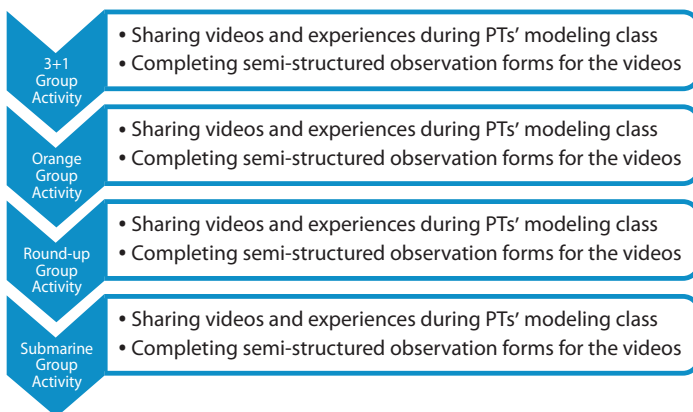 3+1
Group
Activity
• Sharing videos and experiences during PTs’ modeling class
• Completing semi-structured observation forms for the videos
Orange
Group
Activity
• Sharing videos and experiences during PTs’ modeling class
• Completing semi-structured observation forms for the videos
Round-up
Group
Activity
• Sharing videos and experiences during PTs’ modeling class
• Completing semi-structured observation forms for the videos
Submarine
Group
Activity
• Sharing videos and experiences during PTs’ modeling class
• Completing semi-structured observation forms for the videos